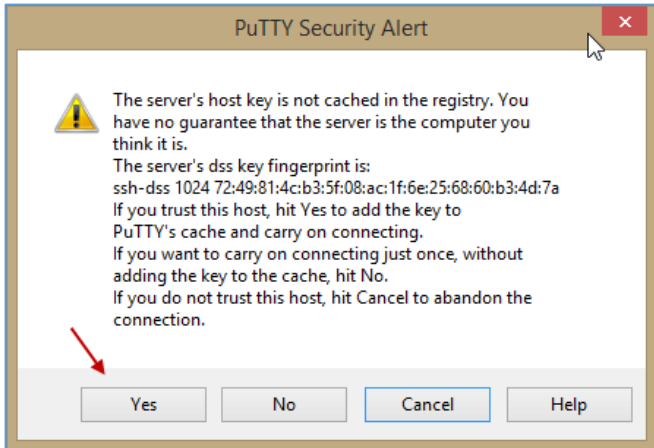 PuTTY Security Alert
The server's host key is not cached in the registry. You
have no guarantee that the server is the computer you
think it is.
The server's dss key fingerprint is:
ssh-dss 1024 72:49:81:4c:b3:5f:08:ac:1f:6e:25:68:60:b3:4d:7a
If you trust this host, hit Yes to add the key to
PuTTY's cache and carry on connecting.
If you want to carry on connecting just once, without
adding the key to the cache, hit No.
If you do not trust this host, hit Cancel to abandon the
connection.
Yes No Cancel Help